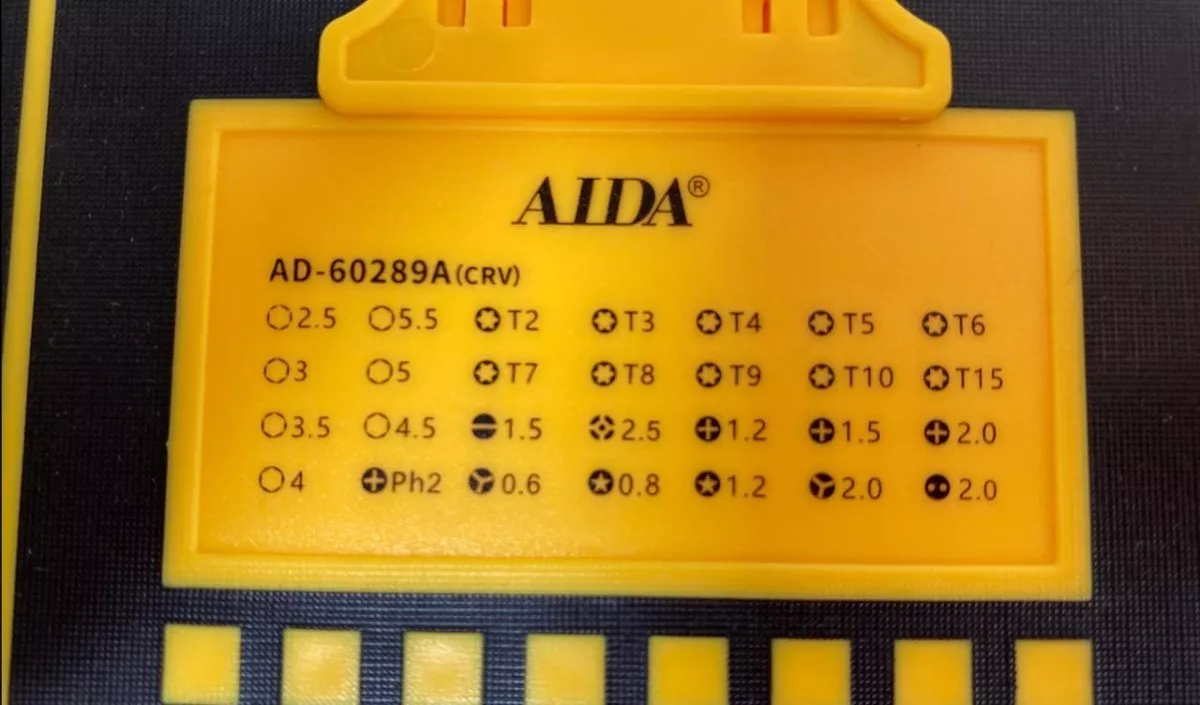 AIDA®
AD-60289A(CRV)
2.5 5.5 T2 T3 T4 T5 T6
3 5 T7 T8 T9 T10 T15
3.5 4.5 1.5 2.5 1.2 1.5 2.0
4 Ph2 0.6 0.8 1.2 2.0 2.0